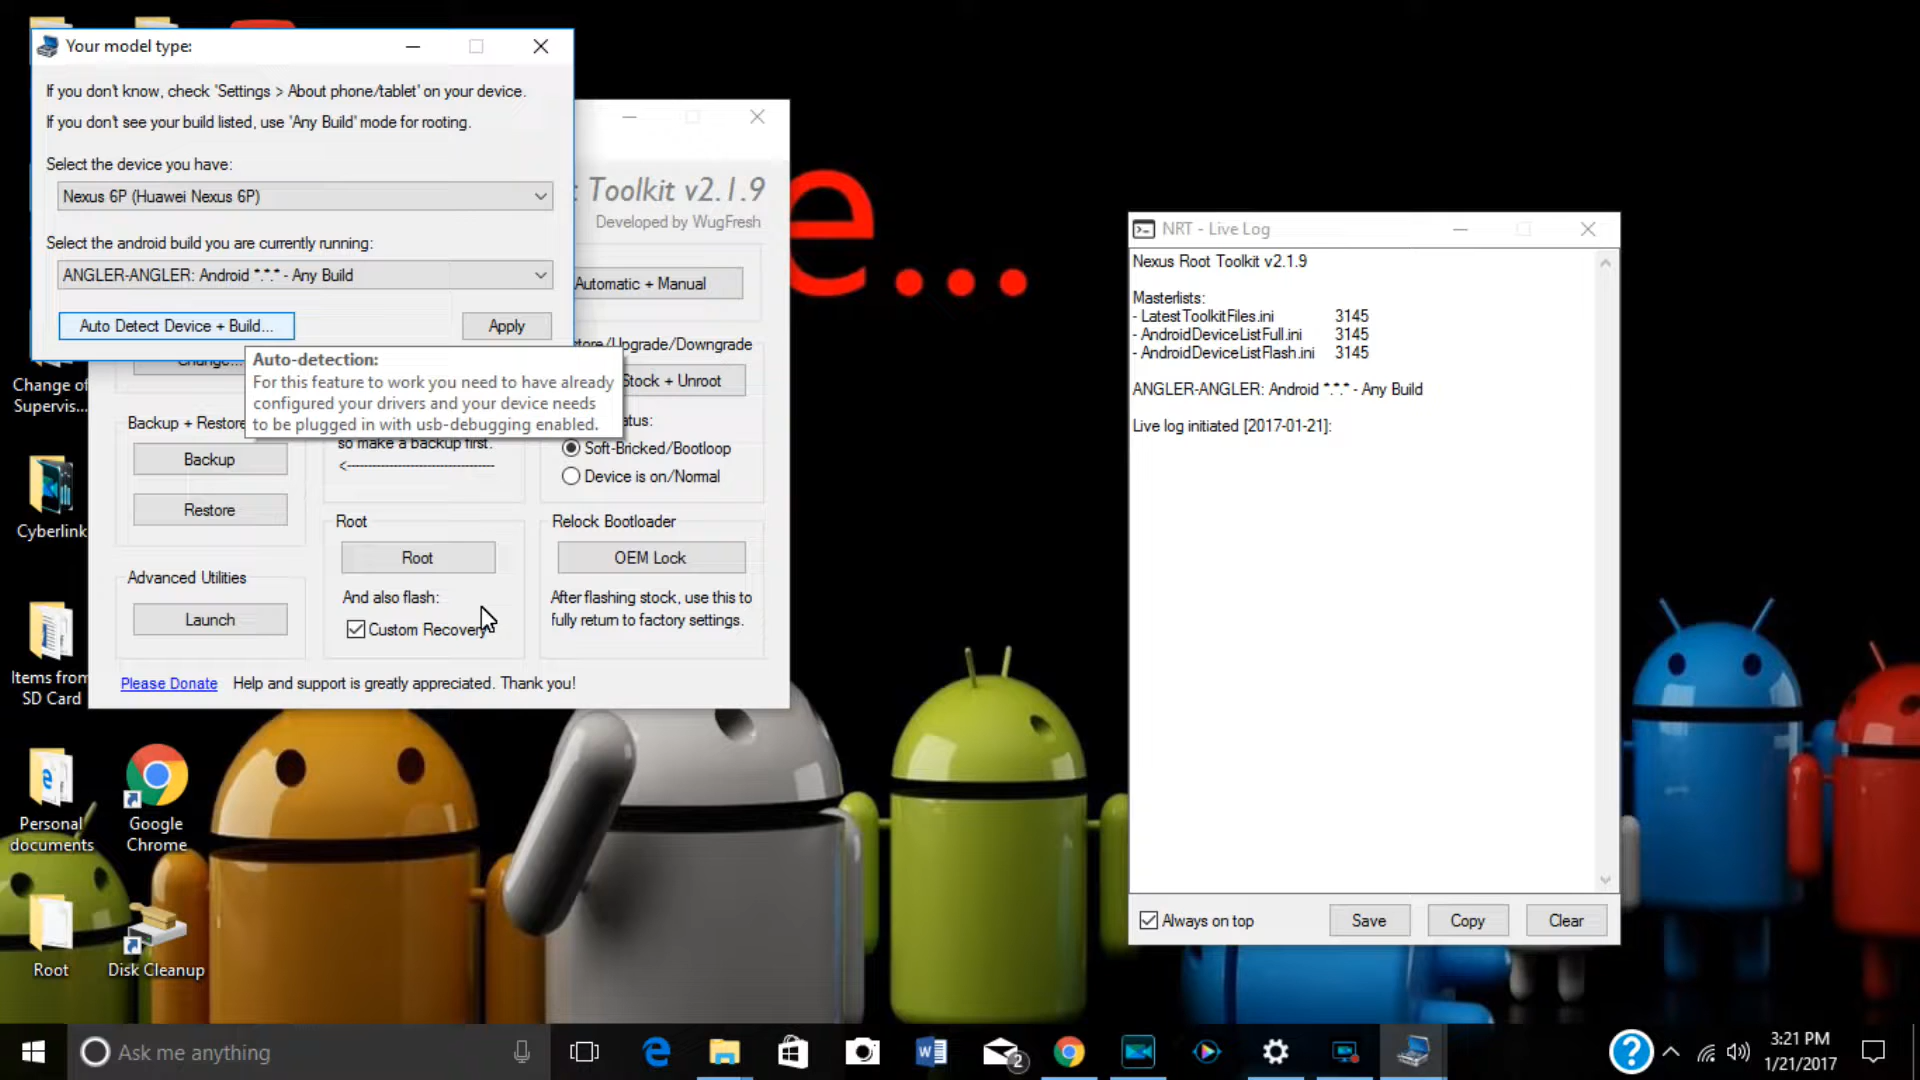 Your model type:
If you don't know, check 'Settings > About phone/tablet' on your device.
If you don't see your build listed, use 'Any Build' mode for rooting.
Select the device you have:
Nexus 6P (Huawei Nexus 6P)
Select the android build you are currently running:
ANGLER-ANGLER: Android *.*.* - Any Build
Auto Detect Device + Build...
Apply
Auto-detection:
For this feature to work you need to have already
configured your drivers and your device needs
to be plugged in with usb-debugging enabled.
Toolkit v2.1.9
Developed by WugFresh
Automatic + Manual
/Upgrade/Downgrade
Stock + Unroot
Soft-Bricked/Bootloop
Device is on/Normal
Change...
Backup + Restore
Backup
Restore
so make a backup first.
<-----------------------------------
Root
Root
And also flash:
Custom Recovery
Relock Bootloader
OEM Lock
After flashing stock, use this to
fully return to factory settings.
Advanced Utilities
Launch
Please Donate
Help and support is greatly appreciated. Thank you!
e...
NRT - Live Log
Nexus Root Toolkit v2.1.9
Masterlists:
- LatestToolkitFiles.ini 3145
- AndroidDeviceListFull.ini 3145
- AndroidDeviceListFlash.ini 3145
ANGLER-ANGLER: Android *.*.* - Any Build
Live log initiated [2017-01-21]:
Always on top
Save
Copy
Clear
Change of
Supervis...
Cyberlink
Items from
SD Card
Personal
documents
Google
Chrome
Root
Disk Cleanup
Ask me anything
2
3:21 PM
1/21/2017